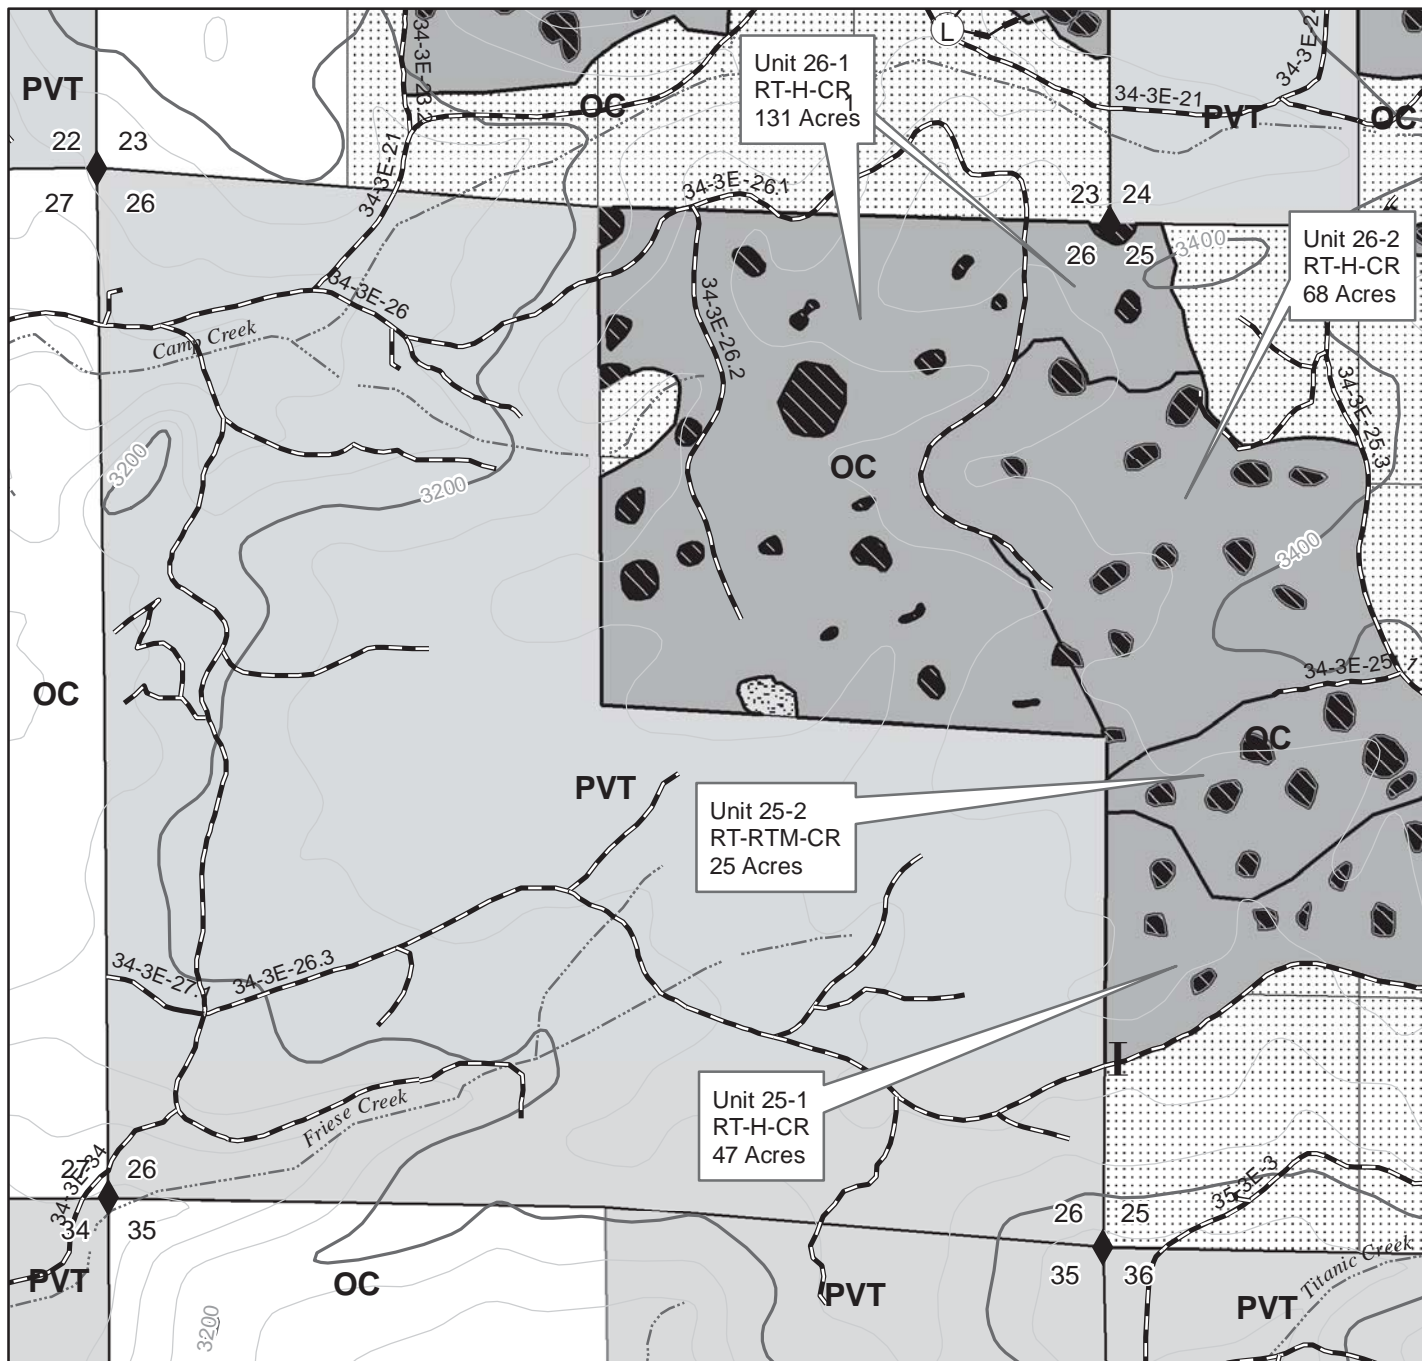 34-3E-23.2
L
34-3E-2
Unit 26-1
RT-H-CR
131 Acres
1
PVT
OC
34-3E-21
PVT
OC
22
23
34-3E-21
27
26
34-3E-26.1
23
24
26
25
3400
Unit 26-2
RT-H-CR
68 Acres
34-3E-26
34-3E-26.2
Camp Creek
34-3E-25.3
3200
3200
OC
3400
OC
34-3E-25.1
OC
PVT
Unit 25-2
RT-RTM-CR
25 Acres
34-3E-27.1
34-3E-26.3
I
Unit 25-1
RT-H-CR
47 Acres
Friese Creek
27
26
34-3E-34
34
35
26
25
35-3E-3
35
36
Titanic Creek
PVT
OC
PVT
PVT
3200